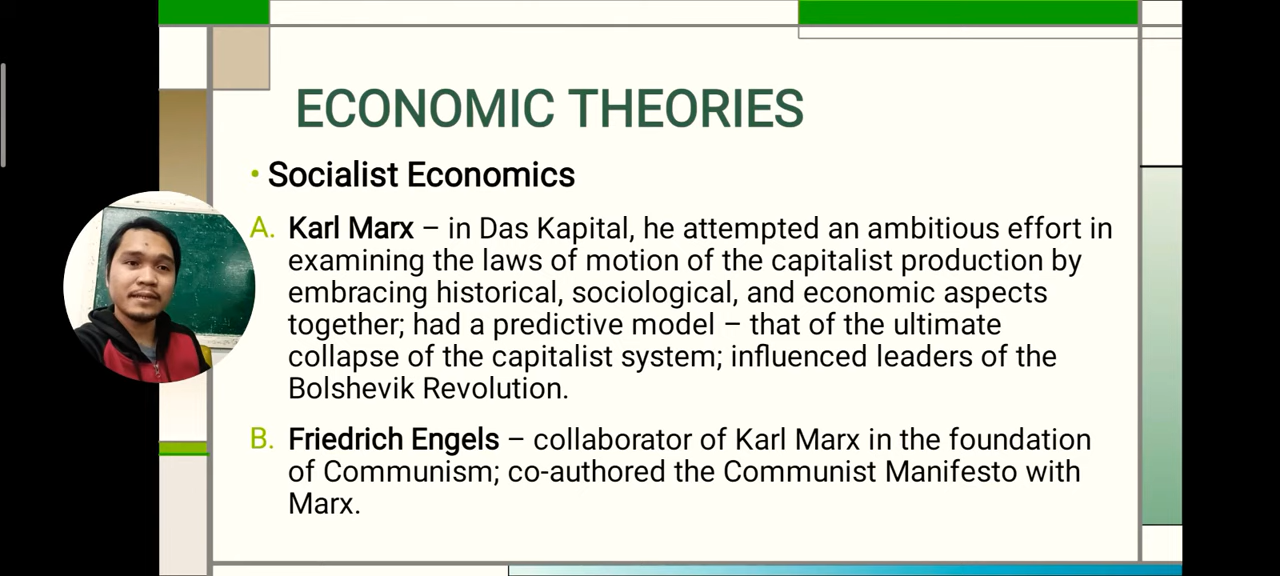 ECONOMIC THEORIES
• Socialist Economics
A. Karl Marx – in Das Kapital, he attempted an ambitious effort in
examining the laws of motion of the capitalist production by
embracing historical, sociological, and economic aspects
together; had a predictive model – that of the ultimate
collapse of the capitalist system; influenced leaders of the
Bolshevik Revolution.
B. Friedrich Engels – collaborator of Karl Marx in the foundation
of Communism; co-authored the Communist Manifesto with
Marx.